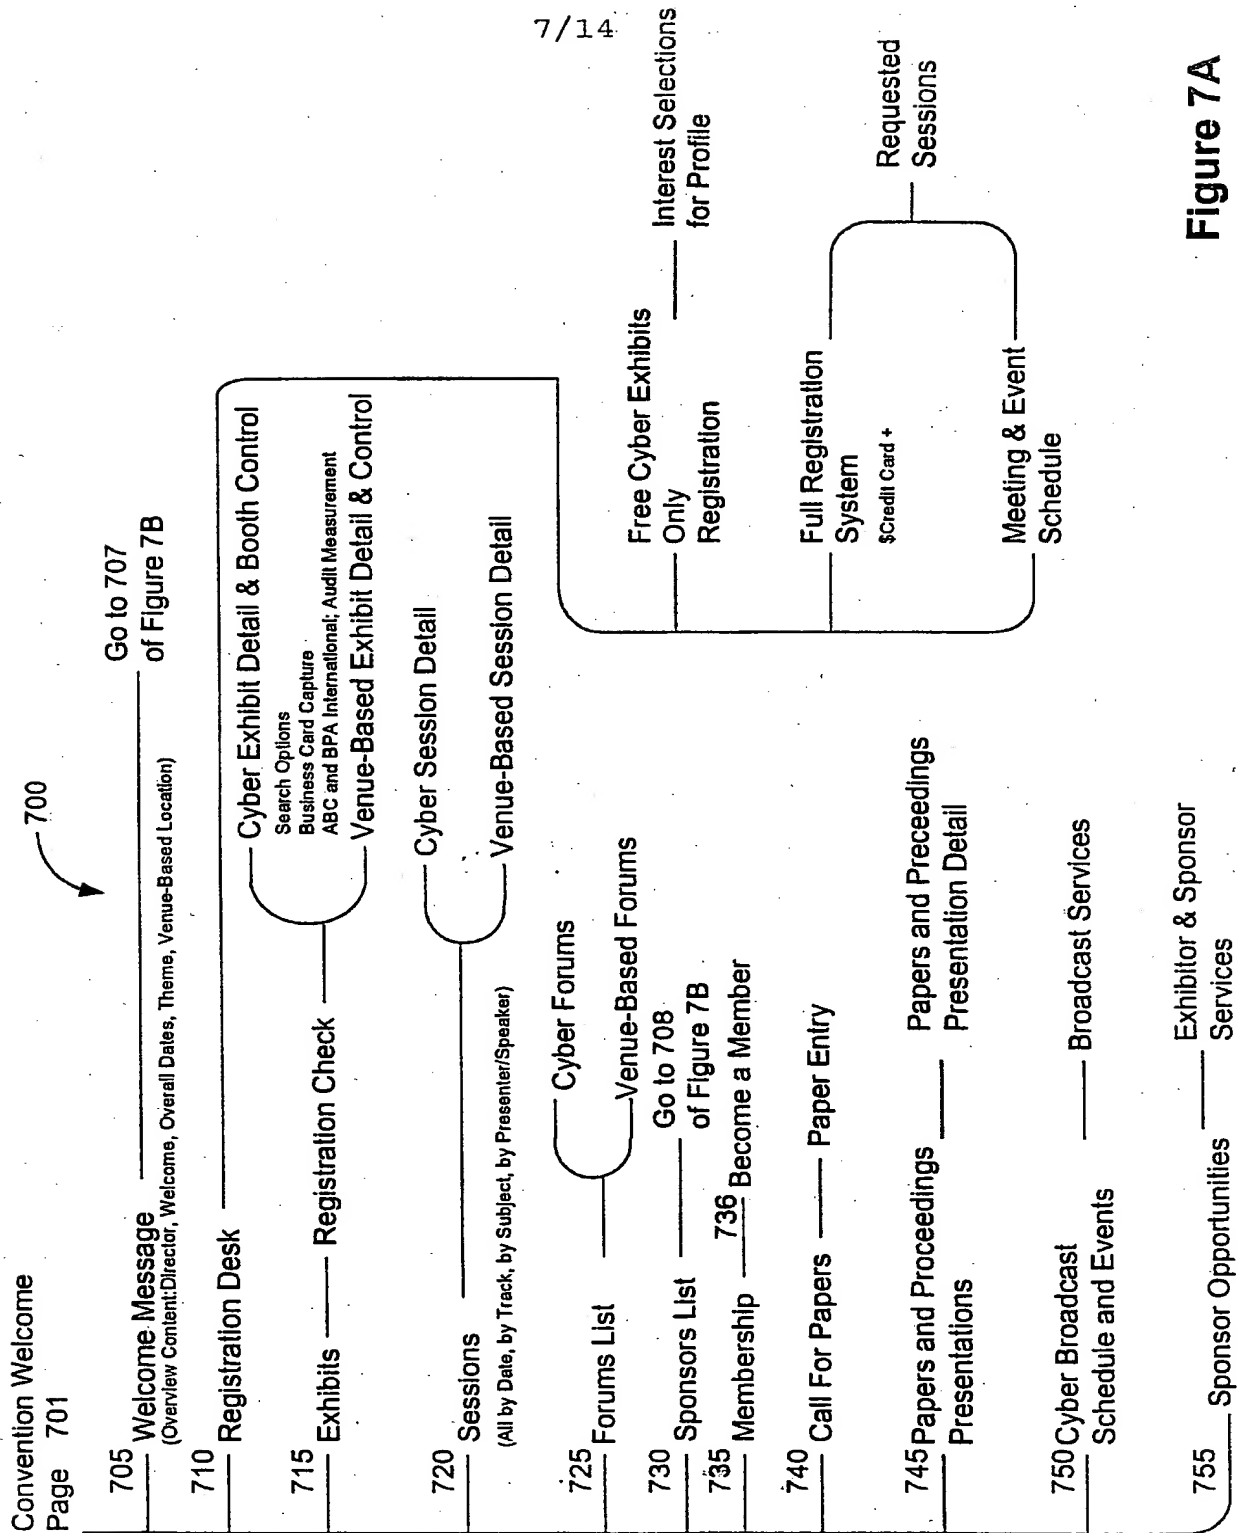 7/14
Convention Welcome
Page 701
700
705
Welcome Message
(Overview Content:Director, Welcome, Overall Dates, Theme, Venue-Based Location)
Go to 707
of Figure 7B
710
Registration Desk
715
Exhibits
Registration Check
Cyber Exhibit Detail & Booth Control
Search Options
Business Card Capture
ABC and BPA International; Audit Measurement
Venue-Based Exhibit Detail & Control
720
Sessions
(All by Date, by Track, by Subject, by Presenter/Speaker)
Cyber Session Detail
Venue-Based Session Detail
725
Forums List
Cyber Forums
Venue-Based Forums
730
Sponsors List
Go to 708
of Figure 7B
735
Membership
736
Become a Member
740
Call For Papers
Paper Entry
745
Papers and Proceedings
Presentations
Papers and Preceedings
Presentation Detail
750
Cyber Broadcast
Schedule and Events
Broadcast Services
755
Sponsor Opportunities
Exhibitor & Sponsor
Services
Free Cyber Exhibits
Only
Registration
Interest Selections
for Profile
Full Registration
System
$Credit Card +
Meeting & Event
Schedule
Requested
Sessions
Figure 7A